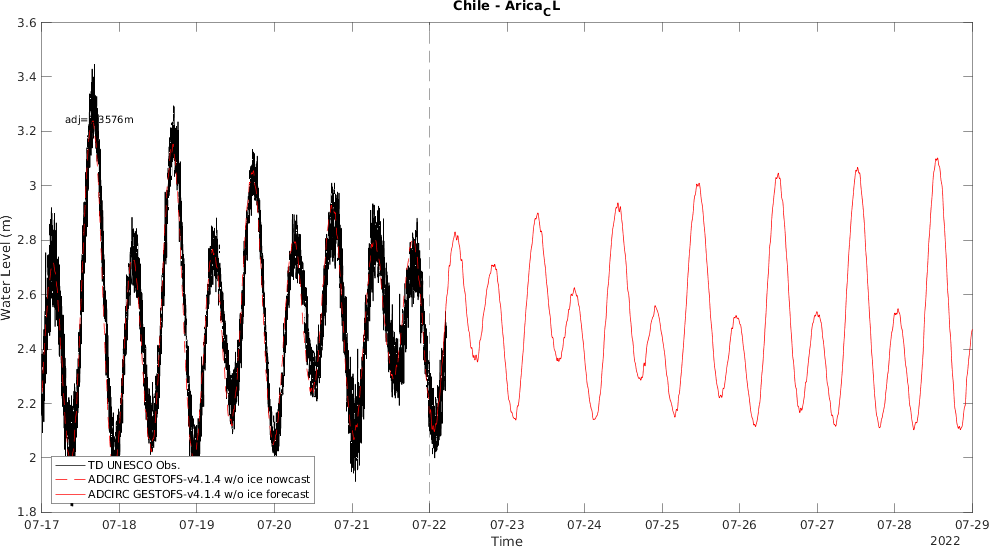 Chile - Arica_CL
3.6
3.4
3.2
3
2.8
2.6
2.4
2.2
2
1.8
Water Level (m)
TD UNESCO Obs.
ADCIRC GESTOFS-v4.1.4 w/o ice nowcast
ADCIRC GESTOFS-v4.1.4 w/o ice forecast
07-17 07-18 07-19 07-20 07-21 07-22 07-23 07-24 07-25 07-26 07-27 07-28 07-29
Time
2022